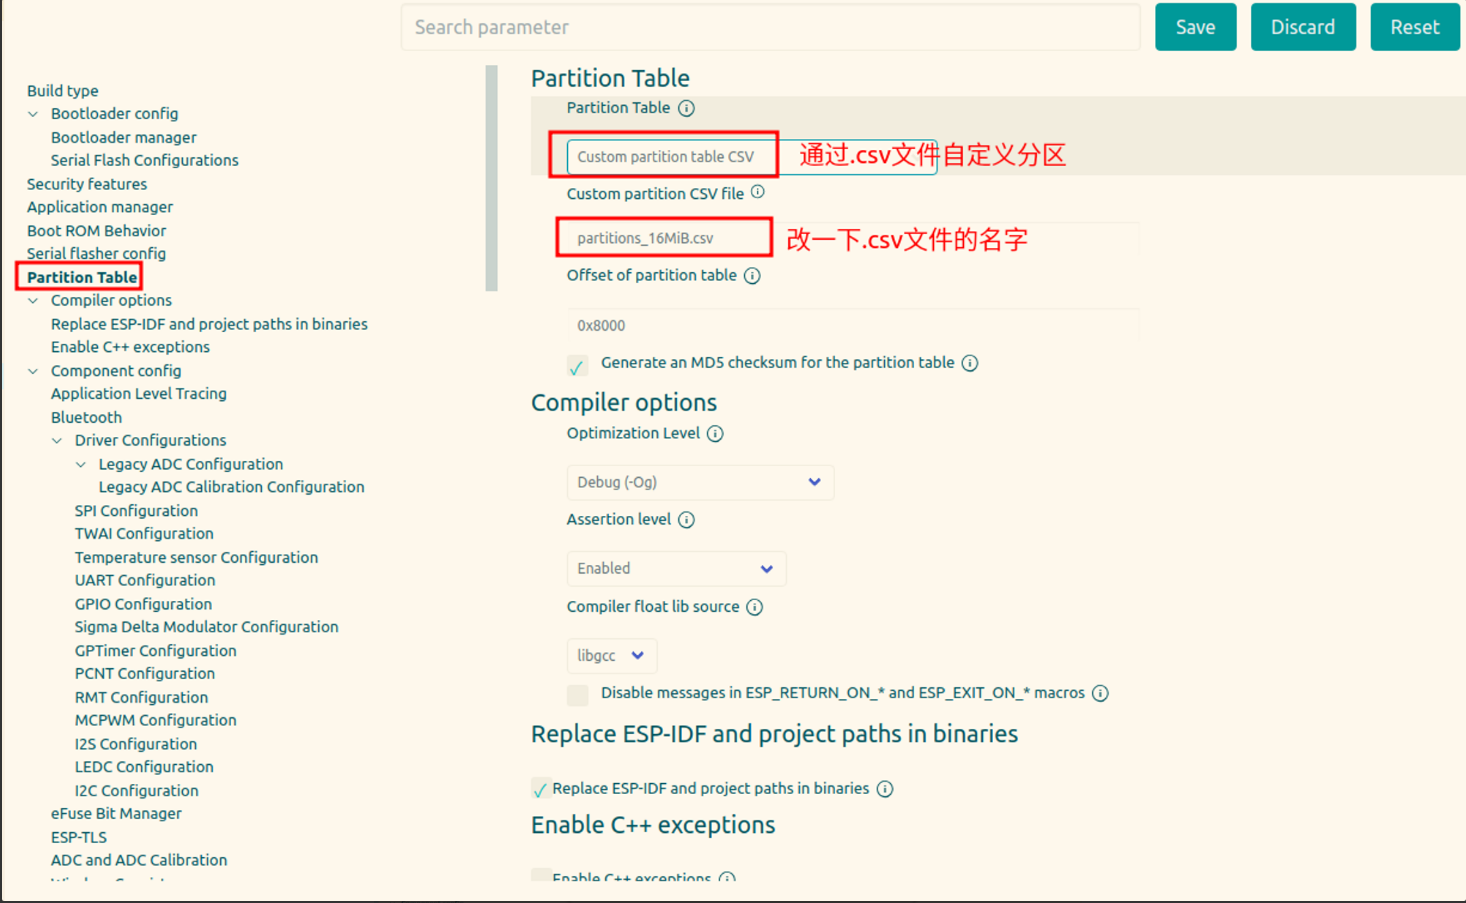 Search parameter
Save
Discard
Reset
Build type
Bootloader config
Bootloader manager
Serial Flash Configurations
Security features
Application manager
Boot ROM Behavior
Serial flasher config
Partition Table
Compiler options
Replace ESP-IDF and project paths in binaries
Enable C++ exceptions
Component config
Application Level Tracing
Bluetooth
Driver Configurations
Legacy ADC Configuration
Legacy ADC Calibration Configuration
SPI Configuration
TWAI Configuration
Temperature sensor Configuration
UART Configuration
GPIO Configuration
Sigma Delta Modulator Configuration
GPTimer Configuration
PCNT Configuration
RMT Configuration
MCPWM Configuration
I2S Configuration
LEDC Configuration
I2C Configuration
eFuse Bit Manager
ESP-TLS
ADC and ADC Calibration
Partition Table
Partition Table
Custom partition table CSV
通过.csv文件自定义分区
Custom partition CSV file
partitions_16MiB.csv
改一下.csv文件的名字
Offset of partition table
0x8000
Generate an MD5 checksum for the partition table
Compiler options
Optimization Level
Debug (-Og)
Assertion level
Enabled
Compiler float lib source
libgcc
Disable messages in ESP_RETURN_ON_* and ESP_EXIT_ON_* macros
Replace ESP-IDF and project paths in binaries
Replace ESP-IDF and project paths in binaries
Enable C++ exceptions
Enable C++ exceptions